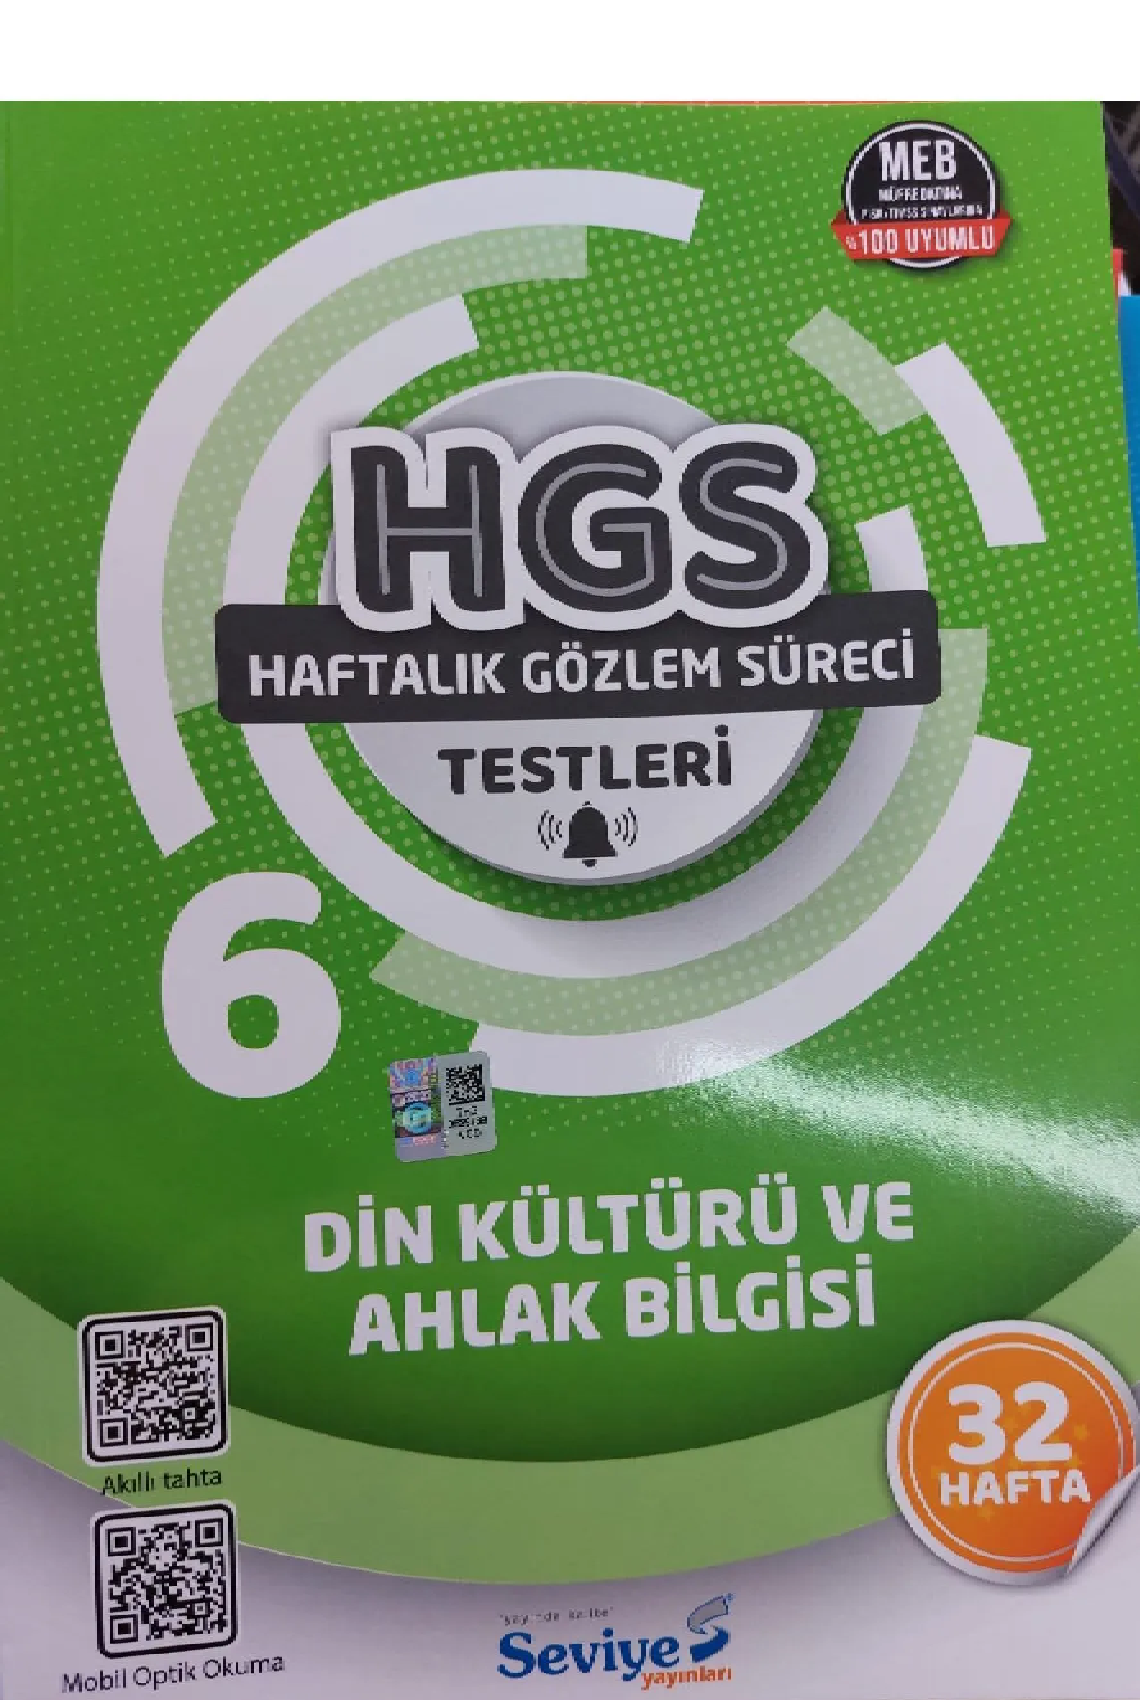 MEB
MÜFREDATINA
%100 UYUMLU
HGS
HAFTALIK GÖZLEM SÜRECİ
TESTLERİ
6
DİN KÜLTÜRÜ VE
AHLAK BİLGİSİ
32
HAFTA
Akıllı tahta
Mobil Optik Okuma
Seviye
yayınları